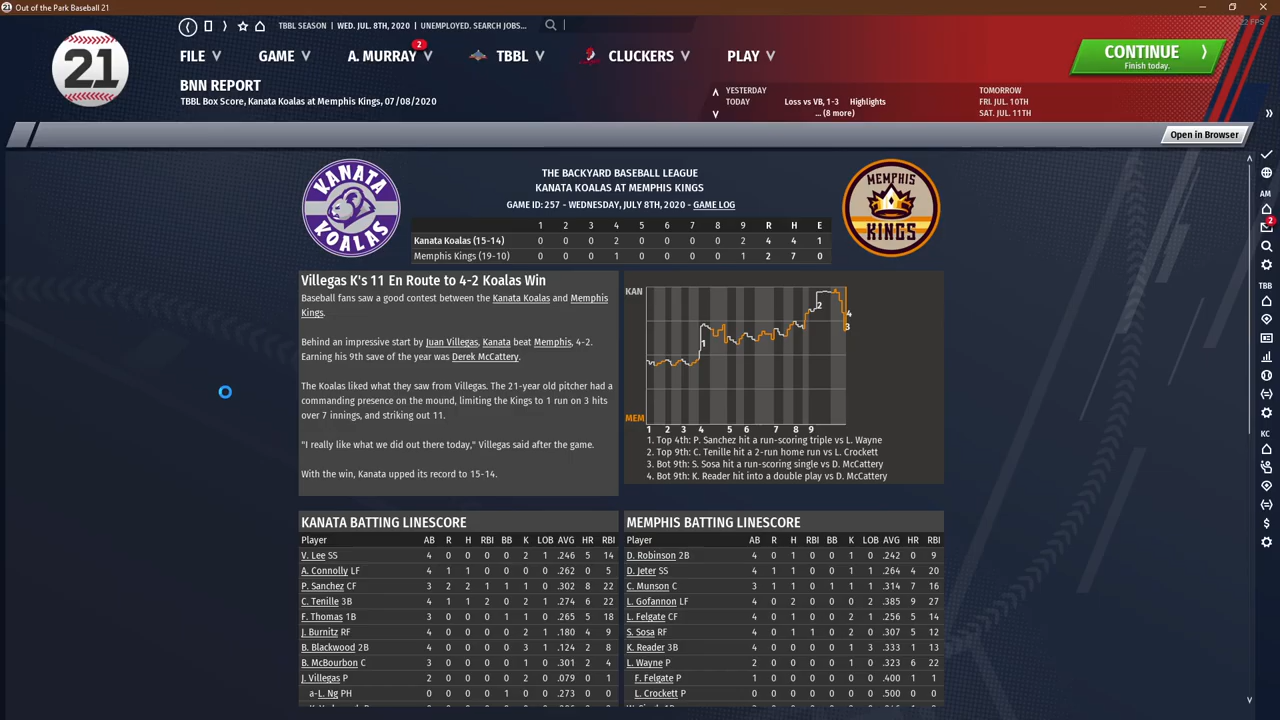 Out of the Park Baseball 21
22 FPS
TBBL SEASON | WED. JUL. 8TH, 2020 | UNEMPLOYED. SEARCH JOBS...
21
FILE GAME A. MURRAY 2 TBBL CLUCKERS PLAY
CONTINUE
Finish today.
BNN REPORT
TBBL Box Score, Kanata Koalas at Memphis Kings, 07/08/2020
YESTERDAY
TODAY Loss vs VB, 1-3 Highlights
... (8 more)
TOMORROW
FRI. JUL. 10TH
SAT. JUL. 11TH
Open in Browser
KANATA KOALAS
THE BACKYARD BASEBALL LEAGUE
KANATA KOALAS AT MEMPHIS KINGS
GAME ID: 257 - WEDNESDAY, JULY 8TH, 2020 - GAME LOG
MEMPHIS KINGS
1 2 3 4 5 6 7 8 9 R H E
Kanata Koalas (15-14) 0 0 0 2 0 0 0 0 2 4 4 1
Memphis Kings (19-10) 0 0 0 1 0 0 0 0 1 2 7 0
Villegas K's 11 En Route to 4-2 Koalas Win
Baseball fans saw a good contest between the Kanata Koalas and Memphis
Kings.
Behind an impressive start by Juan Villegas, Kanata beat Memphis, 4-2.
Earning his 9th save of the year was Derek McCattery.
The Koalas liked what they saw from Villegas. The 21-year old pitcher had a
commanding presence on the mound, limiting the Kings to 1 run on 3 hits
over 7 innings, and striking out 11.
"I really like what we did out there today," Villegas said after the game.
With the win, Kanata upped its record to 15-14.
KAN
1
2
4
3
MEM
1 2 3 4 5 6 7 8 9
1. Top 4th: P. Sanchez hit a run-scoring triple vs L. Wayne
2. Top 9th: C. Tenille hit a 2-run home run vs L. Crockett
3. Bot 9th: S. Sosa hit a run-scoring single vs D. McCattery
4. Bot 9th: K. Reader hit into a double play vs D. McCattery
KANATA BATTING LINESCORE
Player AB R H RBI BB K LOB AVG HR RBI
V. Lee SS 4 0 0 0 0 2 1 .246 5 14
A. Connolly LF 4 1 1 0 0 0 0 .262 0 5
P. Sanchez CF 3 2 2 1 1 1 0 .302 8 22
C. Tenille 3B 4 1 1 2 0 2 1 .274 6 22
F. Thomas 1B 3 0 0 0 1 1 0 .265 5 18
J. Burnitz RF 4 0 0 0 0 2 1 .180 4 9
B. Blackwood 2B 4 0 0 0 0 3 1 .124 2 8
B. McBourbon C 3 0 0 0 0 1 0 .301 2 4
J. Villegas P 2 0 0 0 0 2 0 .079 0 1
a-L. Ng PH 0 0 0 0 1 0 0 .273 0 0
MEMPHIS BATTING LINESCORE
Player AB R H RBI BB K LOB AVG HR RBI
D. Robinson 2B 4 0 1 0 0 1 0 .242 0 9
D. Jeter SS 4 1 1 0 0 1 1 .264 4 20
C. Munson C 3 1 1 0 1 1 0 .314 7 16
L. Gofannon LF 4 0 2 0 0 0 2 .385 9 27
L. Felgate CF 4 0 1 0 0 2 1 .256 5 14
S. Sosa RF 4 0 1 1 0 2 0 .307 5 12
K. Reader 3B 4 0 0 0 0 1 3 .333 1 13
L. Wayne P 2 0 0 0 0 1 0 .323 6 22
F. Felgate P 1 0 0 0 0 0 0 .400 1 1
L. Crockett P 0 0 0 0 0 0 0 .500 0 0
AM
2
TBB
KC